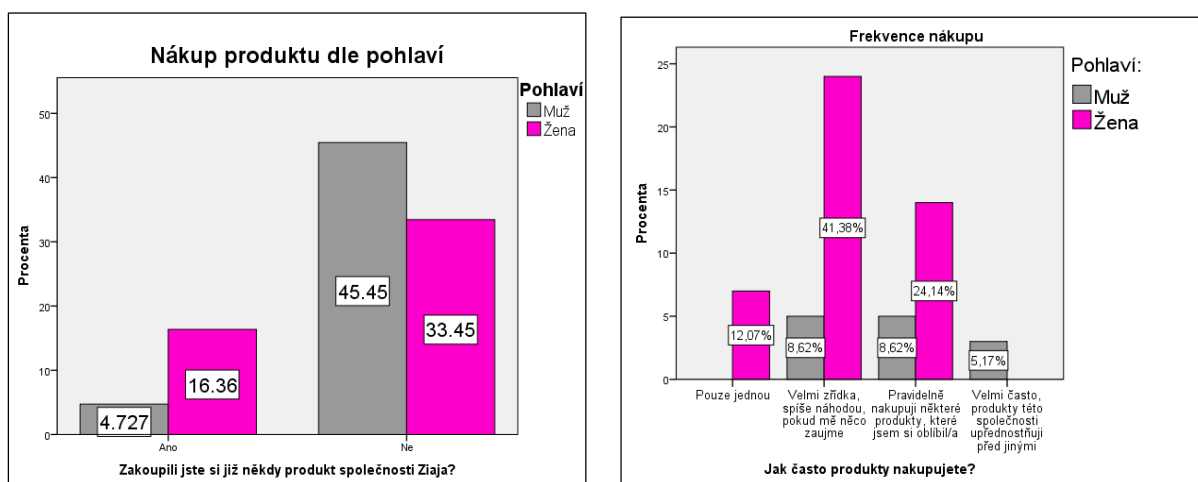 Nákup produktu dle pohlaví
Pohlaví
Muž
Žena
Procenta
50
40
30
20
10
0
4.727
16.36
45.45
33.45
Ano
Ne
Zakoupili jste si již někdy produkt společnosti Ziaja?
Frekvence nákupu
Pohlaví:
Muž
Žena
Procenta
25
20
15
10
5
0
12,07%
8,62%
41,38%
8,62%
24,14%
5,17%
Pouze jednou
Velmi zřídka,
spíše náhodou,
pokud mě něco
zaujme
Pravidelně
nakupuji některé
produkty, které
jsem si oblíbil/a
Velmi často,
produkty této
společnosti
upřednostňuji
před jinými
Jak často produkty nakupujete?